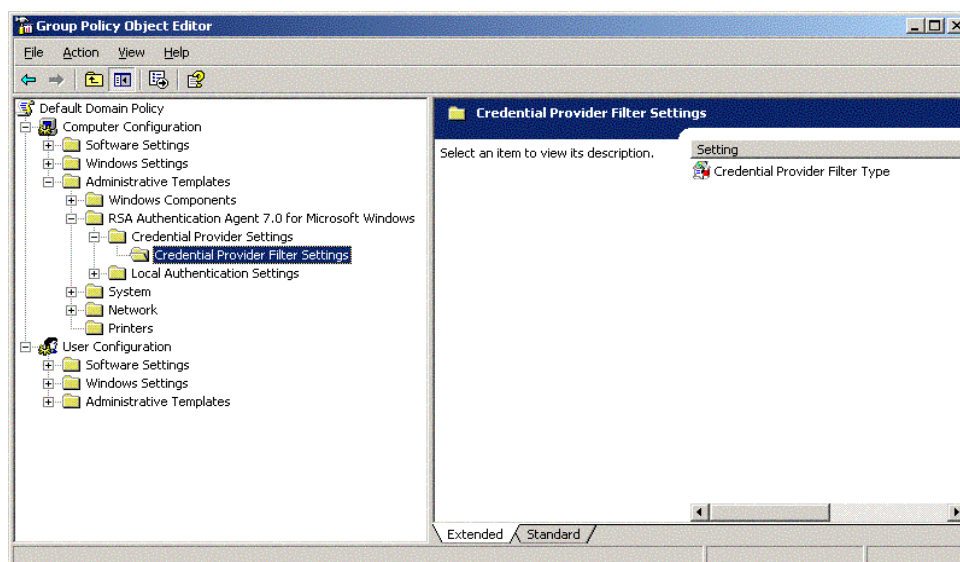 Group Policy Object Editor
File Action View Help
Default Domain Policy
Computer Configuration
Software Settings
Windows Settings
Administrative Templates
Windows Components
RSA Authentication Agent 7.0 for Microsoft Windows
Credential Provider Settings
Credential Provider Filter Settings
Local Authentication Settings
System
Network
Printers
User Configuration
Software Settings
Windows Settings
Administrative Templates
Credential Provider Filter Settings
Select an item to view its description.
Setting
Credential Provider Filter Type
Extended Standard